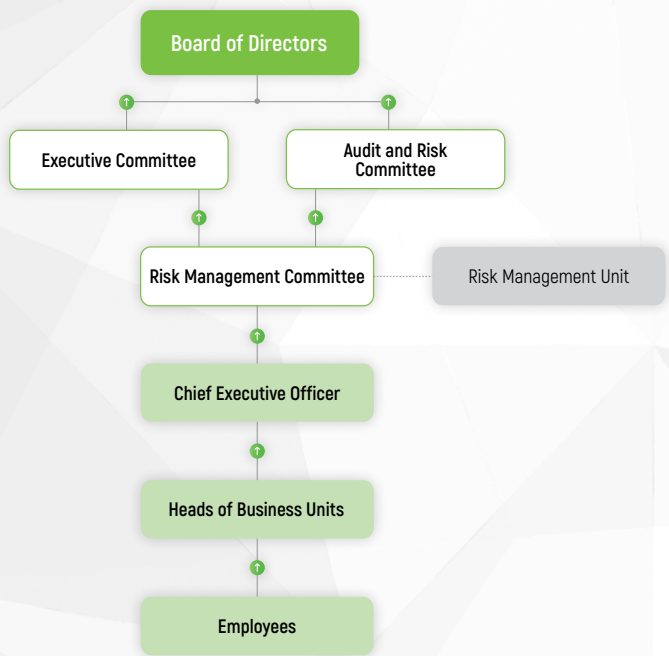 Board of Directors
Executive Committee
Audit and Risk
Committee
Risk Management Committee
Risk Management Unit
Chief Executive Officer
Heads of Business Units
Employees